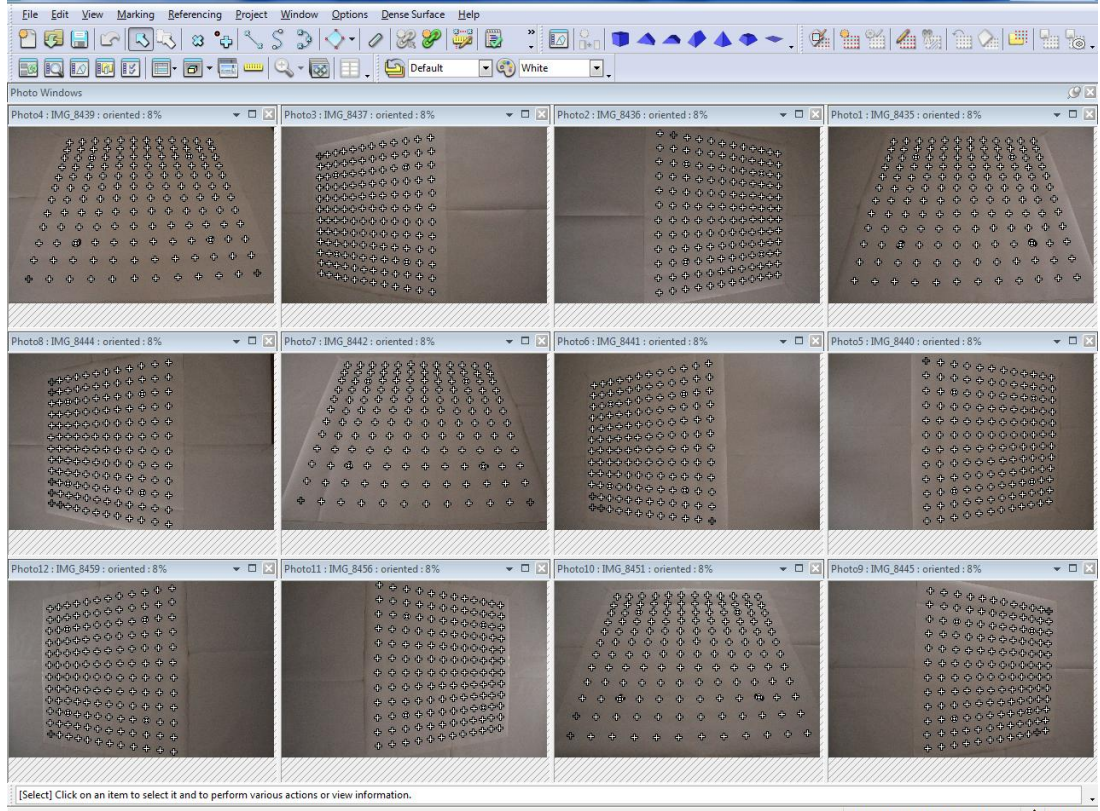 File Edit View Marking Referencing Project Window Options Dense Surface Help
Default White
Photo Windows
Photo4 : IMG_8439 : oriented : 8% Photo3 : IMG_8437 : oriented : 8% Photo2 : IMG_8436 : oriented : 8% Photo1 : IMG_8435 : oriented : 8%
Photo8 : IMG_8444 : oriented : 8% Photo7 : IMG_8442 : oriented : 8% Photo6 : IMG_8441 : oriented : 8% Photo5 : IMG_8440 : oriented : 8%
Photo12 : IMG_8459 : oriented : 8% Photo11 : IMG_8456 : oriented : 8% Photo10 : IMG_8451 : oriented : 8% Photo9 : IMG_8445 : oriented : 8%
[Select] Click on an item to select it and to perform various actions or view information.